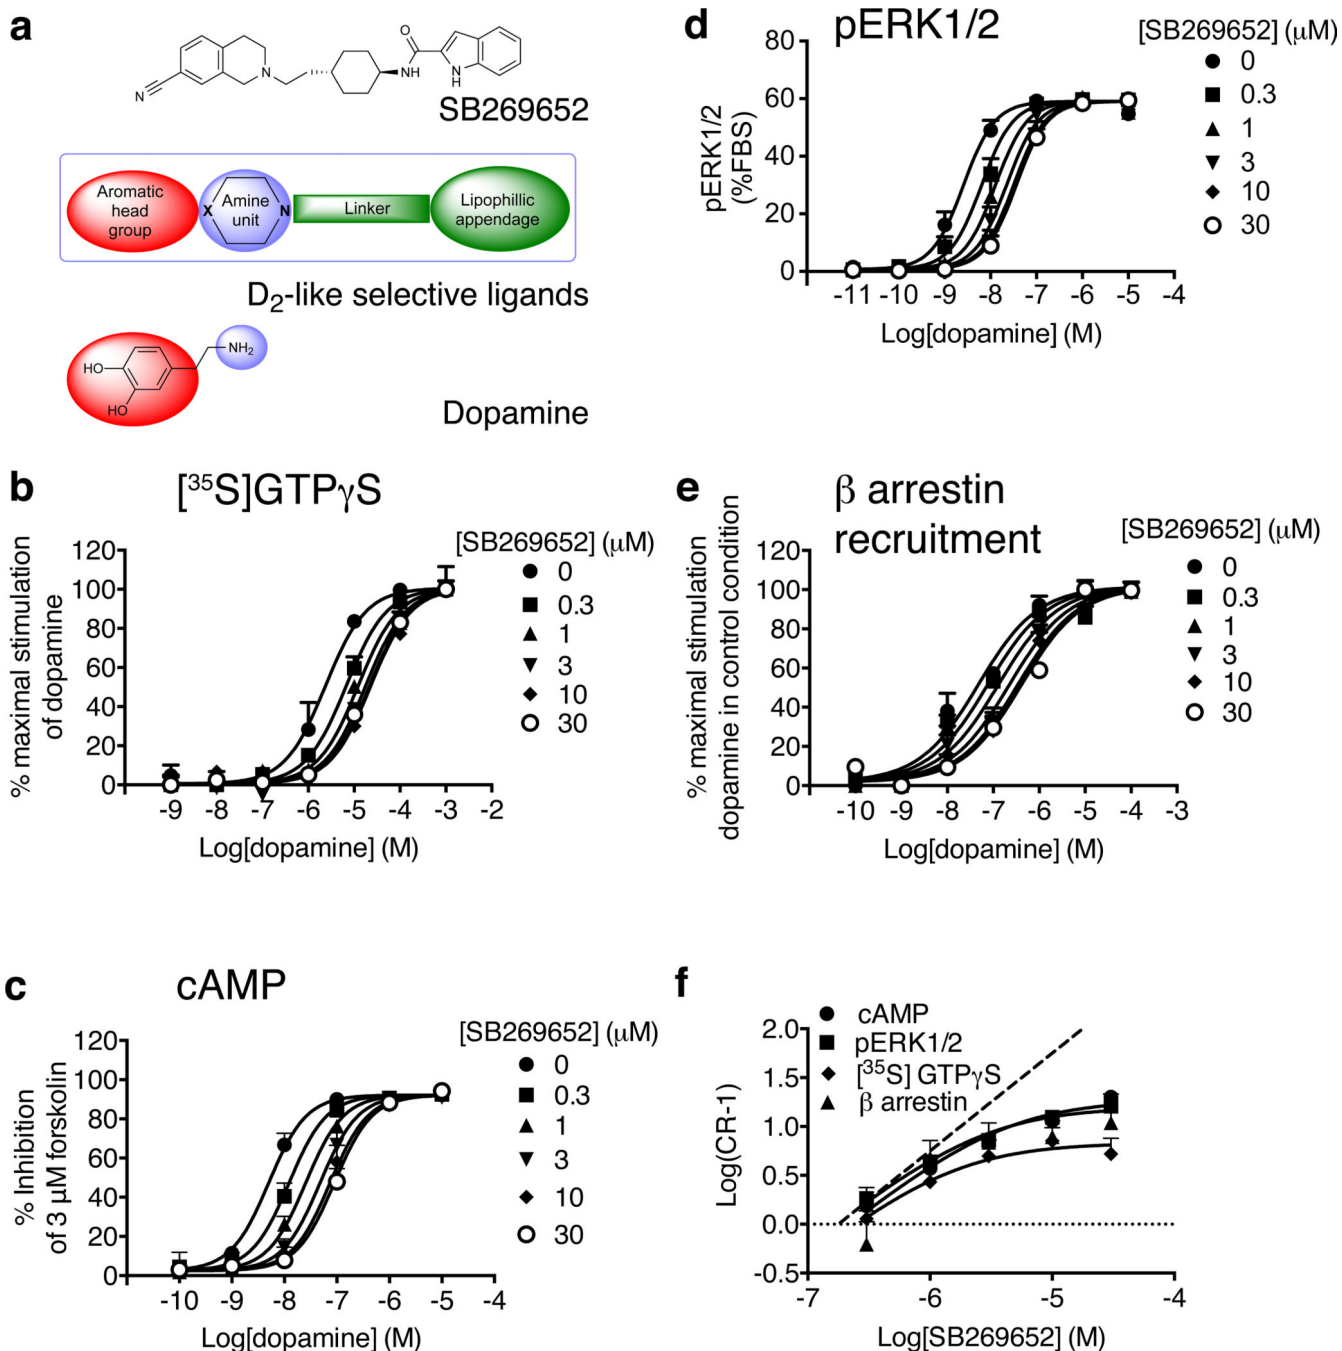 a
O
N
N
NH
N
H
SB269652
Aromatic
head
group
X
Amine
unit
N
Linker
Lipophillic
appendage
D₂-like selective ligands
HO
HO
NH₂
Dopamine
b
[³⁵S]GTPγS
% maximal stimulation
of dopamine
120
100
80
60
40
20
0
-9 -8 -7 -6 -5 -4 -3 -2
Log[dopamine] (M)
[SB269652] (μM)
0
0.3
1
3
10
30
c
cAMP
% Inhibition
of 3 μM forskolin
120
100
80
60
40
20
0
-10 -9 -8 -7 -6 -5 -4
Log[dopamine] (M)
[SB269652] (μM)
0
0.3
1
3
10
30
d
pERK1/2
pERK1/2
(%FBS)
80
60
40
20
0
-11 -10 -9 -8 -7 -6 -5 -4
Log[dopamine] (M)
[SB269652] (μM)
0
0.3
1
3
10
30
e
β arrestin
recruitment
% maximal stimulation
dopamine in control condition
120
100
80
60
40
20
0
-10 -9 -8 -7 -6 -5 -4 -3
Log[dopamine] (M)
[SB269652] (μM)
0
0.3
1
3
10
30
f
cAMP
pERK1/2
[³⁵S] GTPγS
β arrestin
Log(CR-1)
2.0
1.5
1.0
0.5
0.0
-0.5
-7 -6 -5 -4
Log[SB269652] (M)